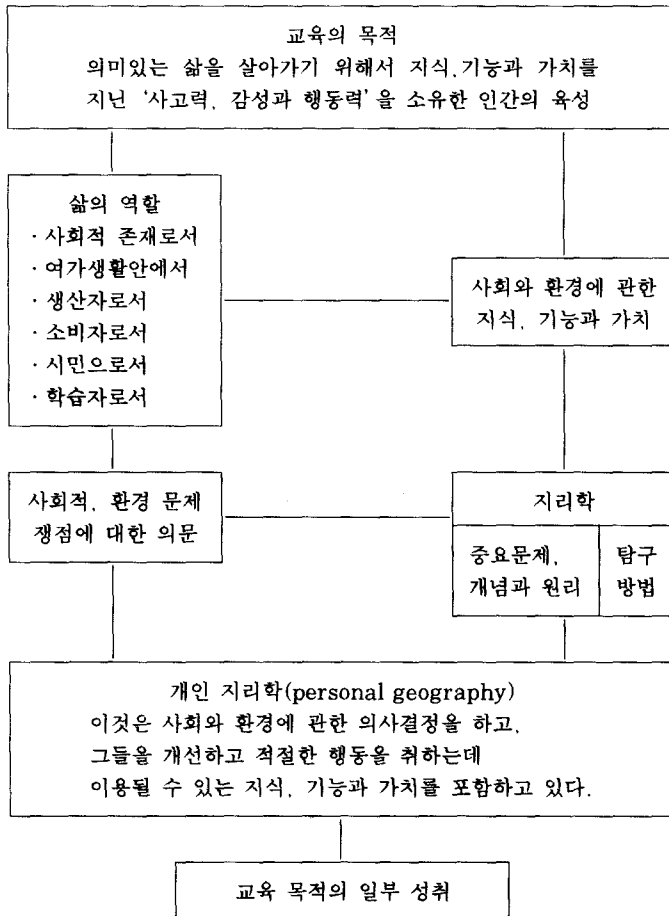 교육의 목적
의미있는 삶을 살아가기 위해서 지식.기능과 가치를
지닌 ‘사고력, 감성과 행동력’을 소유한 인간의 육성
삶의 역할
· 사회적 존재로서
· 여가생활안에서
· 생산자로서
· 소비자로서
· 시민으로서
· 학습자로서
사회와 환경에 관한
지식, 기능과 가치
사회적, 환경 문제
쟁점에 대한 의문
지리학
중요문제,
개념과 원리
탐구
방법
개인 지리학(personal geography)
이것은 사회와 환경에 관한 의사결정을 하고,
그들을 개선하고 적절한 행동을 취하는데
이용될 수 있는 지식, 기능과 가치를 포함하고 있다.
교육 목적의 일부 성취